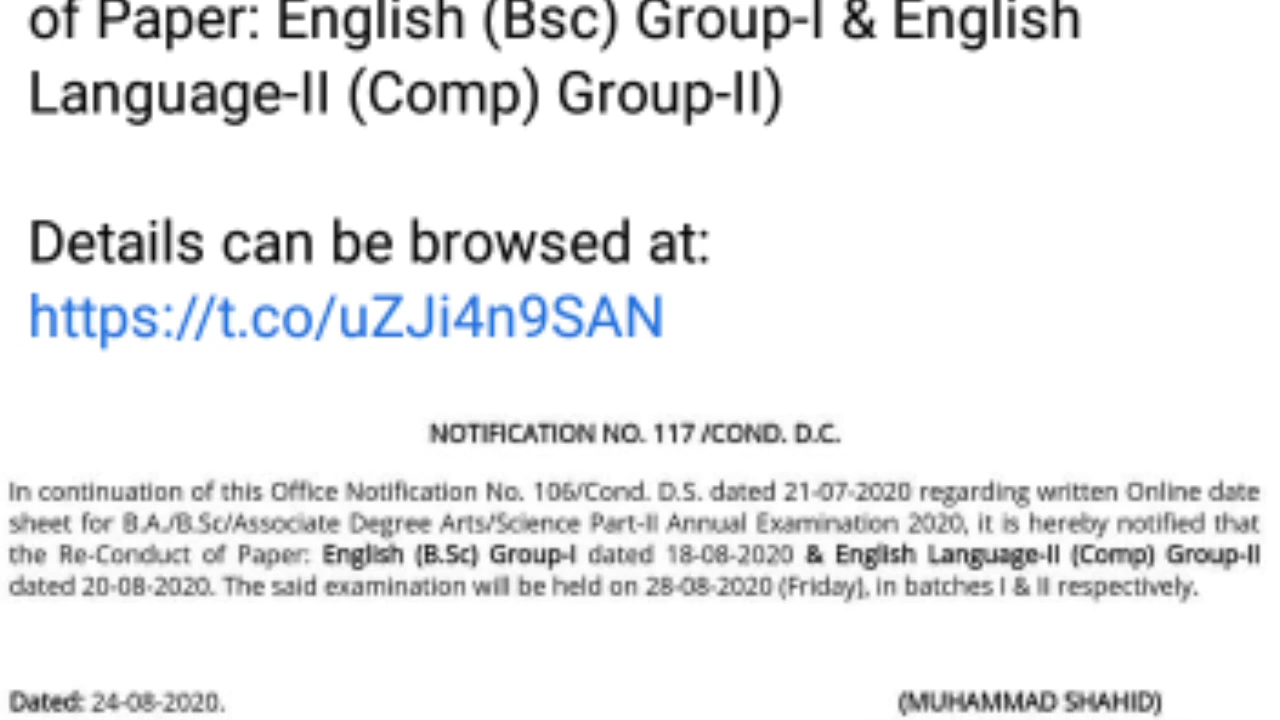 of Paper: English (Bsc) Group-I & English
Language-II (Comp) Group-II)
Details can be browsed at:
https://t.co/uZJi4n9SAN
NOTIFICATION NO. 117 /COND. D.C.
In continuation of this Office Notification No. 106/Cond. D.S. dated 21-07-2020 regarding written Online date
sheet for B.A./B.Sc/Associate Degree Arts/Science Part-II Annual Examination 2020, it is hereby notified that
the Re-Conduct of Paper: English (B.Sc) Group-I dated 18-08-2020 & English Language-II (Comp) Group-II
dated 20-08-2020. The said examination will be held on 28-08-2020 (Friday), in batches I & II respectively.
Dated: 24-08-2020.
(MUHAMMAD SHAHID)